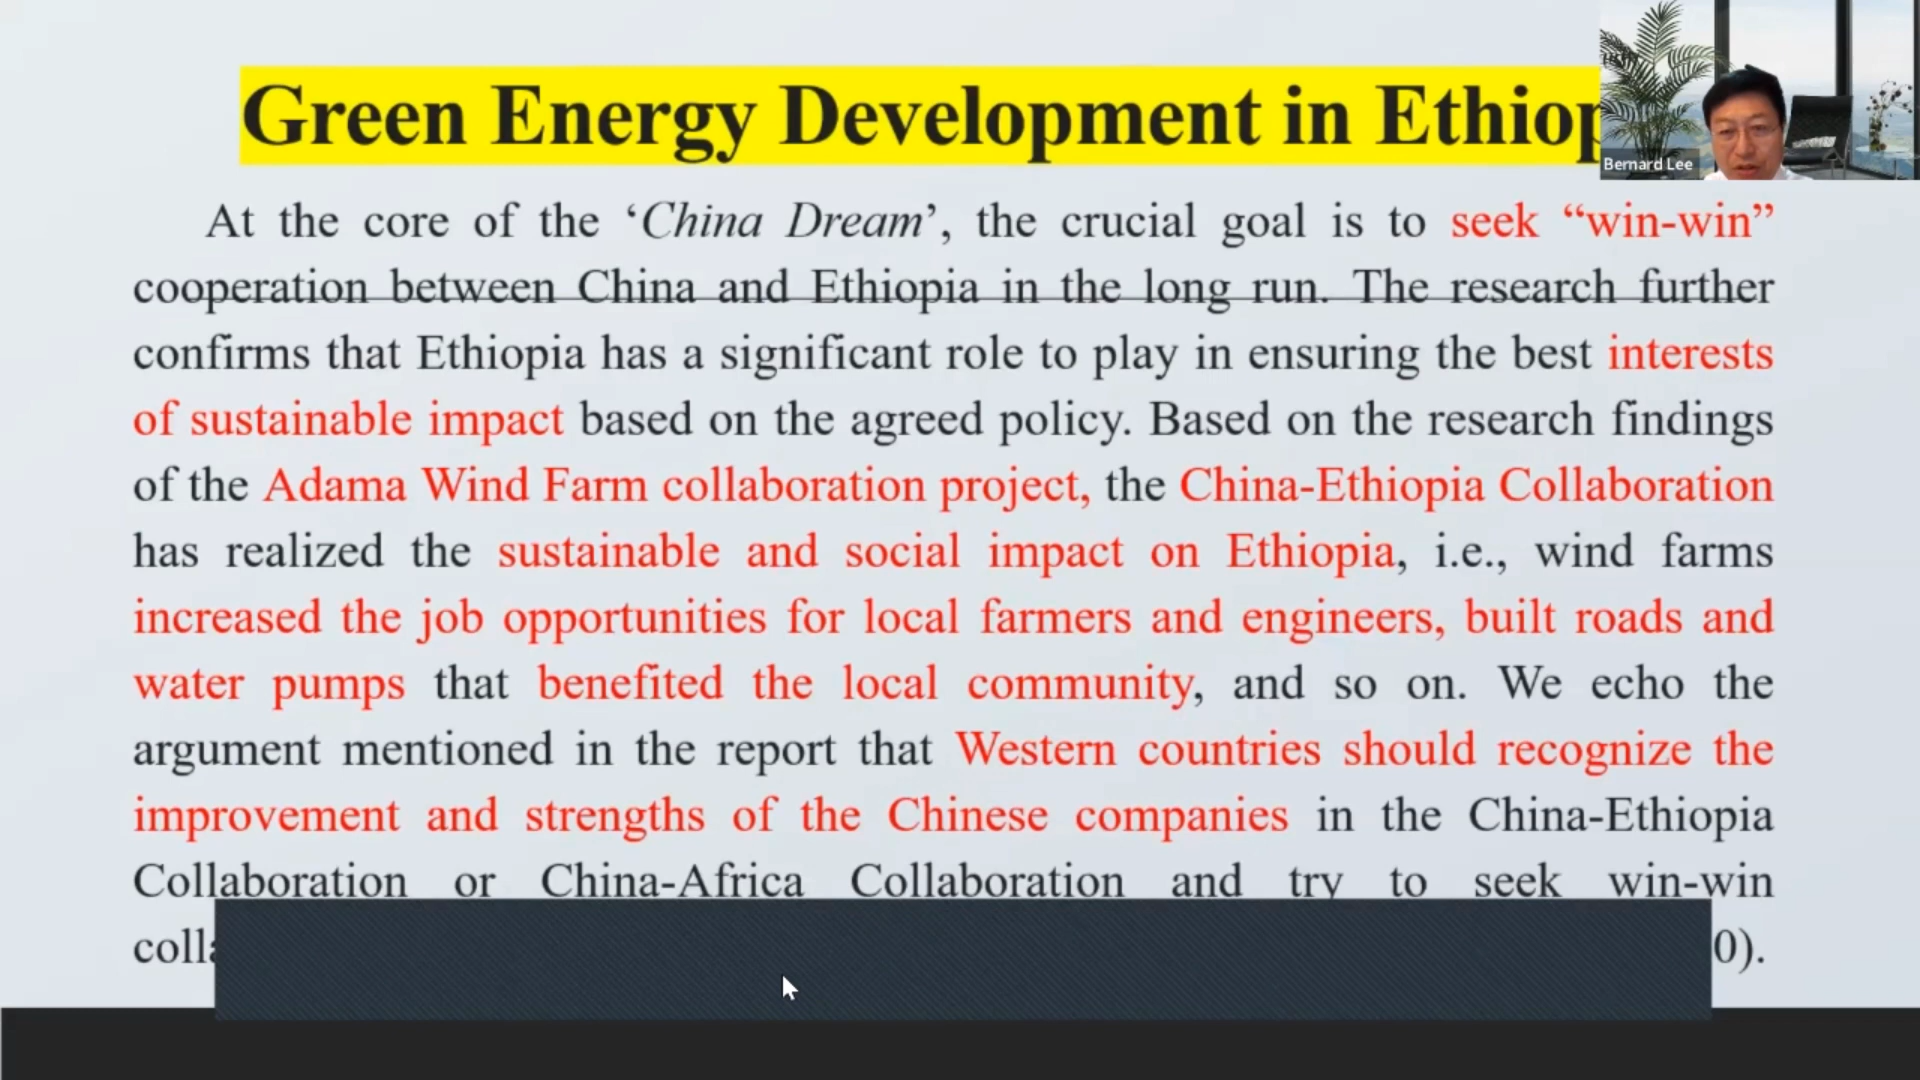 Green Energy Development in Ethiop
Bernard Lee
At the core of the ‘China Dream’, the crucial goal is to seek “win-win”
cooperation between China and Ethiopia in the long run. The research further
confirms that Ethiopia has a significant role to play in ensuring the best interests
of sustainable impact based on the agreed policy. Based on the research findings
of the Adama Wind Farm collaboration project, the China-Ethiopia Collaboration
has realized the sustainable and social impact on Ethiopia, i.e., wind farms
increased the job opportunities for local farmers and engineers, built roads and
water pumps that benefited the local community, and so on. We echo the
argument mentioned in the report that Western countries should recognize the
improvement and strengths of the Chinese companies in the China-Ethiopia
Collaboration or China-Africa Collaboration and try to seek win-win
0).